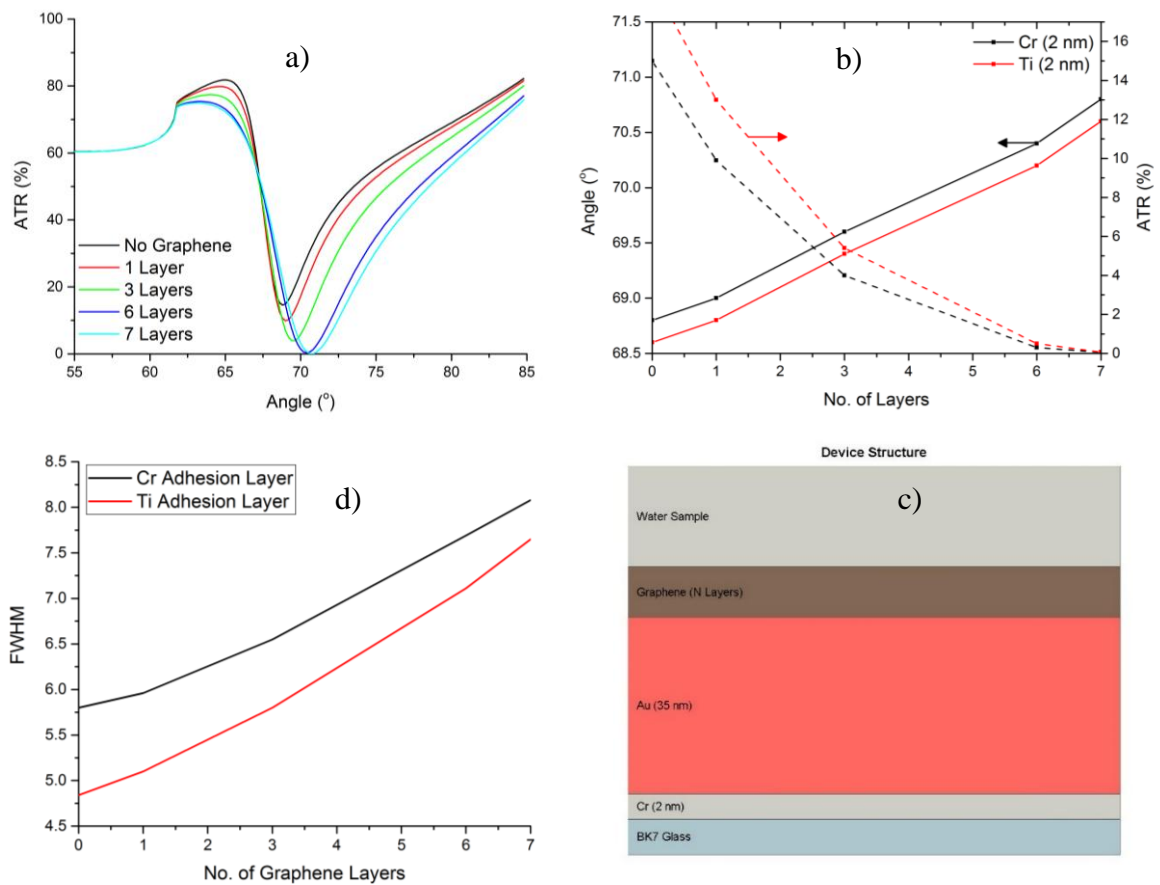 a)
100
80
60
40
20
0
ATR (%)
No Graphene
1 Layer
3 Layers
6 Layers
7 Layers
55 60 65 70 75 80 85
Angle (°)
b)
71.5
71.0
70.5
70.0
69.5
69.0
68.5
Angle (°)
Cr (2 nm)
Ti (2 nm)
16
14
12
10
8
6
4
2
0
ATR (%)
0 1 2 3 4 5 6 7
No. of Layers
d)
8.5
8.0
7.5
7.0
6.5
6.0
5.5
5.0
4.5
FWHM
Cr Adhesion Layer
Ti Adhesion Layer
0 1 2 3 4 5 6 7
No. of Graphene Layers
Device Structure
c)
Water Sample
Graphene (N Layers)
Au (35 nm)
Cr (2 nm)
BK7 Glass